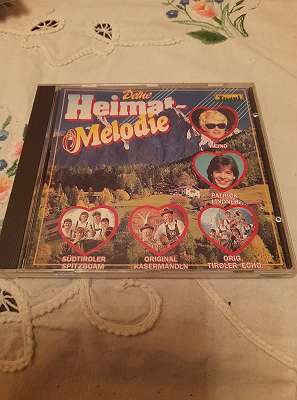 Deine
Heimat-
Melodie
HEINO
PATRICK
LINDNER
SÜDTIROLER
SPITZBUAM
ORIGINAL
KASERMANDLN
ORIG.
TIROLER ECHO